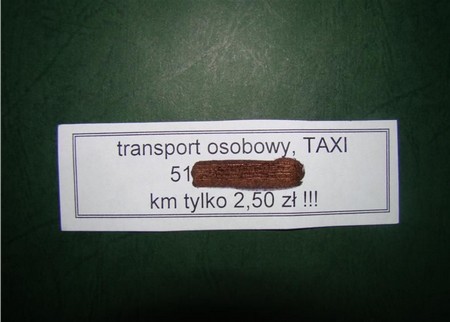 transport osobowy, TAXI
51
km tylko 2,50 zł !!!